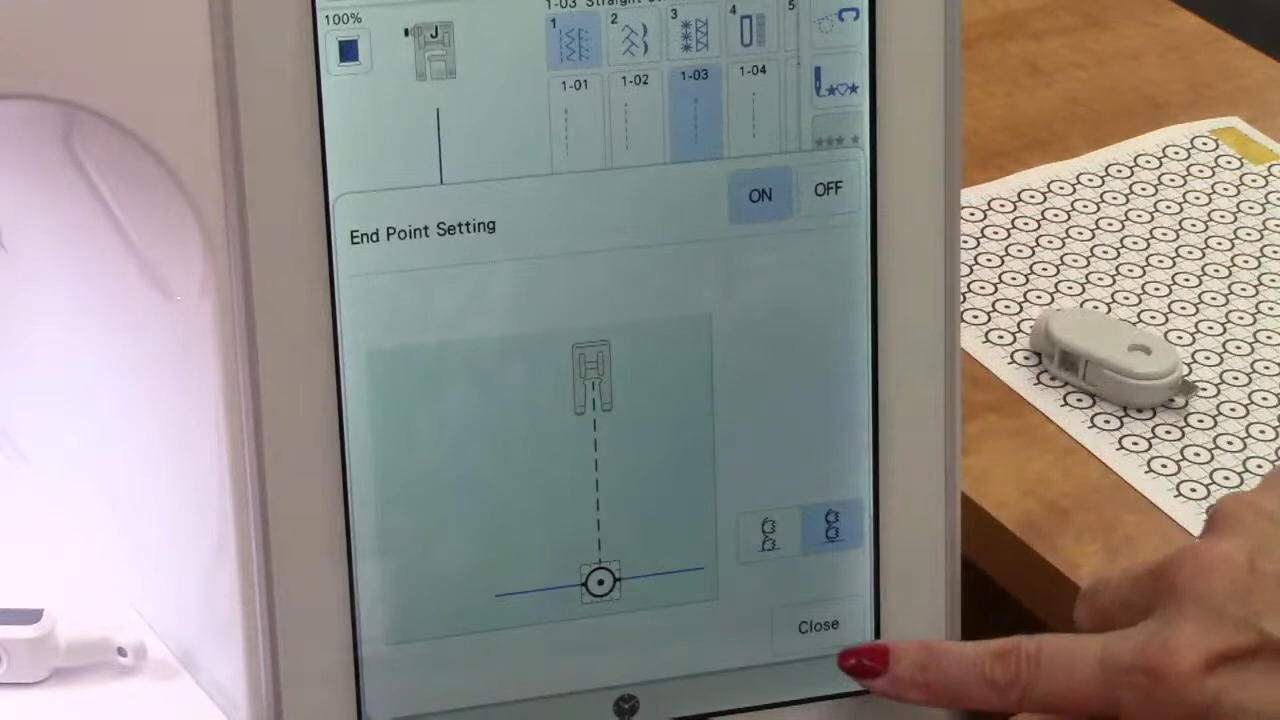 1-03 Straight
100%
J
1 2 3 4 5
1-01 1-02 1-03 1-04
End Point Setting
ON OFF
Close